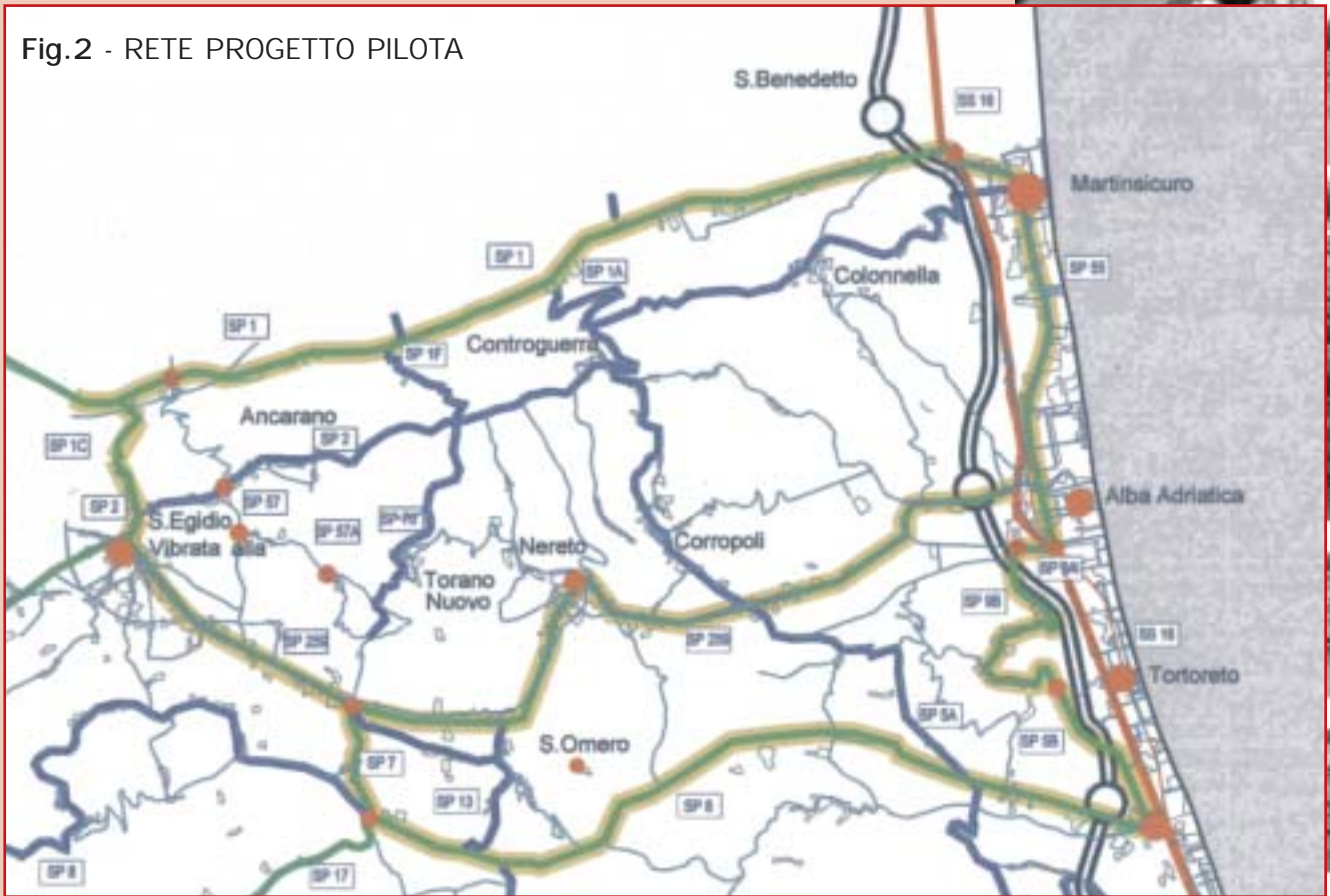 Fig.2 - RETE PROGETTO PILOTA
S.Benedetto
SS 16
Martinsicuro
SP 1
SP 1A
Colonnella
SP 55
SP 1
SP 1F
Controguerra
Ancarano
SP 2
SP 1C
SP 57
SP 2
S.Egidio
Vibrata alla
SP 57A
Alba Adriatica
Nereto
Corropoli
Torano
Nuovo
SP 9B
SS 16
Tortoreto
SP 5A
S.Omero
SP 7
SP 13
SP 8
SP 8
SP 17